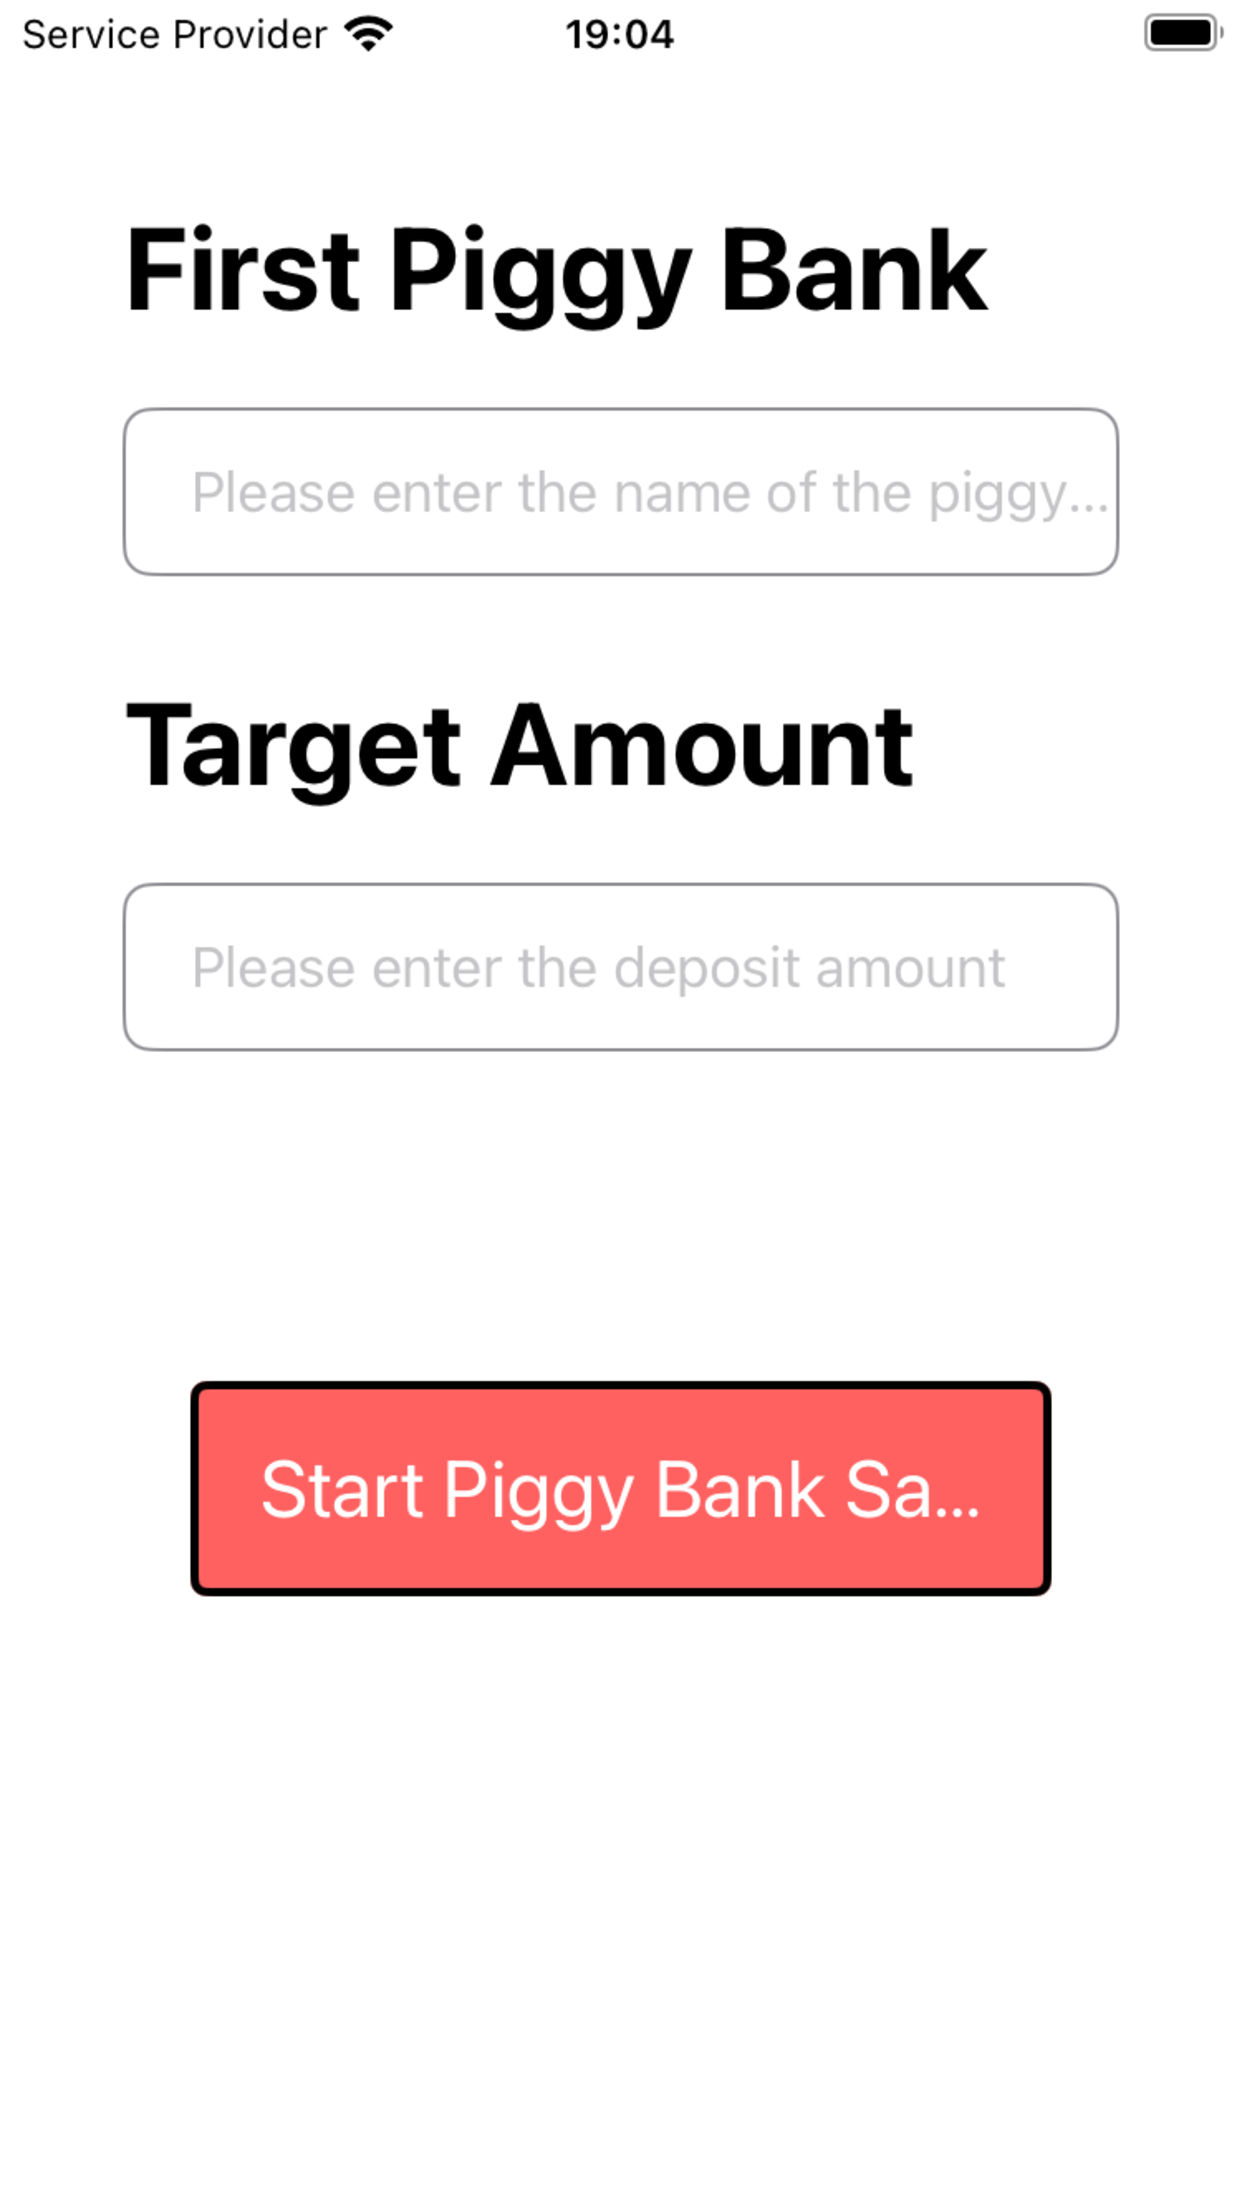 Service Provider 19:04
First Piggy Bank
Please enter the name of the piggy...
Target Amount
Please enter the deposit amount
Start Piggy Bank Sa...